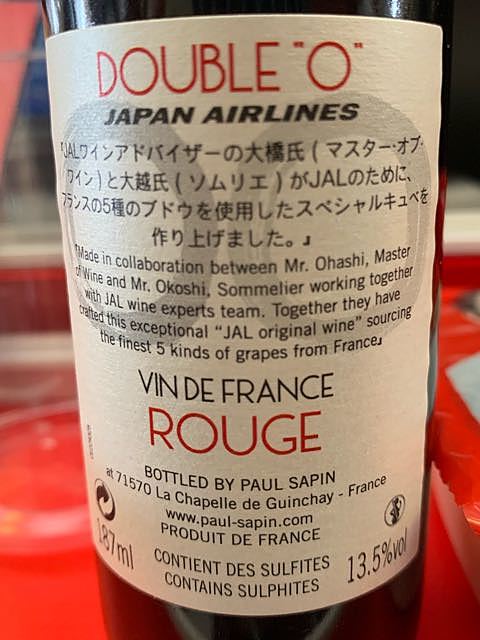 DOUBLE "O"
JAPAN AIRLINES
『JALワインアドバイザーの大橋氏 ( マスター・オブ・
ワイン ) と大越氏 ( ソムリエ ) がJALのために、
フランスの5種のブドウを使用したスペシャルキュベを
作り上げました。』
『Made in collaboration between Mr. Ohashi, Master
of Wine and Mr. Okoshi, Sommelier working together
with JAL wine experts team. Together they have
crafted this exceptional "JAL original wine" sourcing
the finest 5 kinds of grapes from France』
VIN DE FRANCE
ROUGE
BOTTLED BY PAUL SAPIN
at 71570 La Chapelle de Guinchay - France
www.paul-sapin.com
PRODUIT DE FRANCE
187ml
CONTIENT DES SULFITES
CONTAINS SULPHITES
13.5%vol